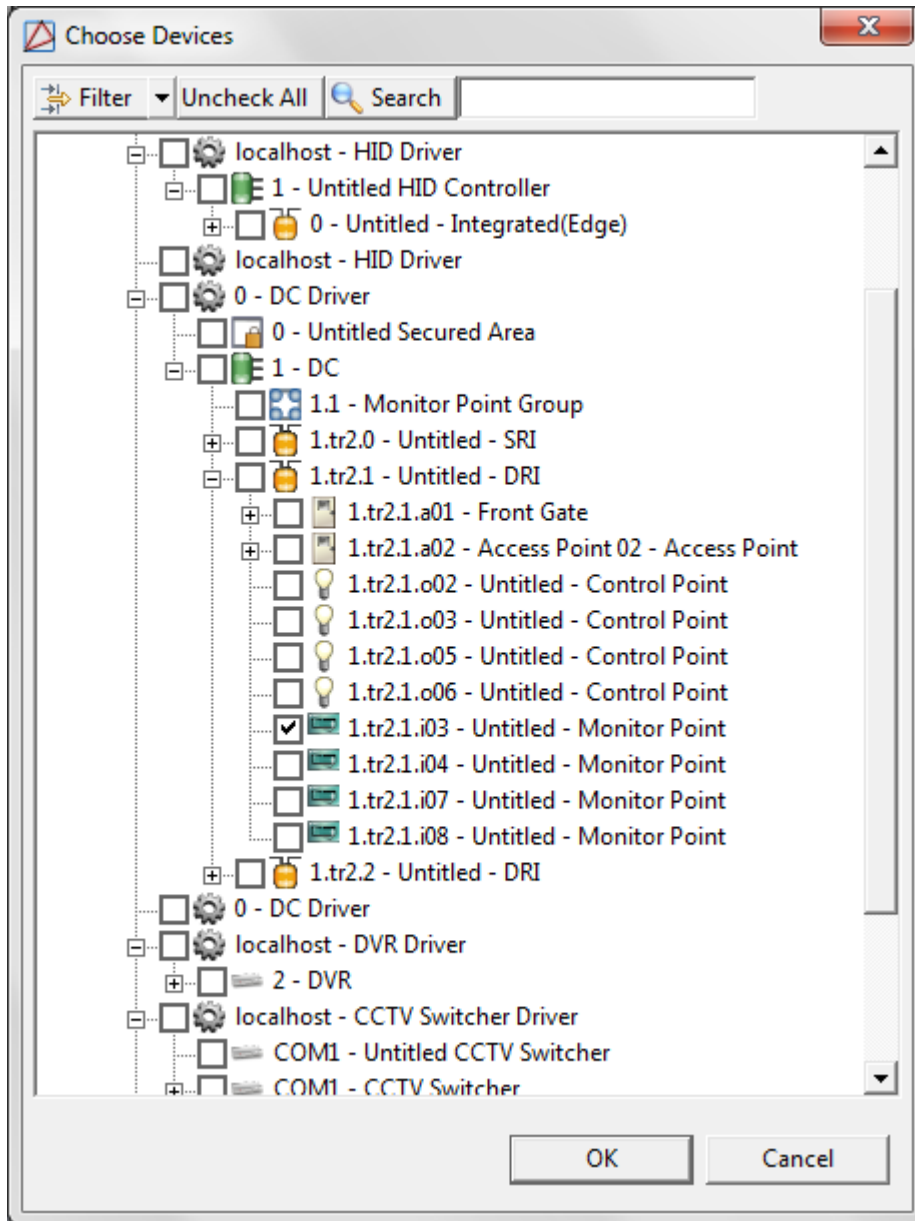 Choose Devices
Filter Uncheck All Search
localhost - HID Driver
1 - Untitled HID Controller
0 - Untitled - Integrated(Edge)
localhost - HID Driver
0 - DC Driver
0 - Untitled Secured Area
1 - DC
1.1 - Monitor Point Group
1.tr2.0 - Untitled - SRI
1.tr2.1 - Untitled - DRI
1.tr2.1.a01 - Front Gate
1.tr2.1.a02 - Access Point 02 - Access Point
1.tr2.1.o02 - Untitled - Control Point
1.tr2.1.o03 - Untitled - Control Point
1.tr2.1.o05 - Untitled - Control Point
1.tr2.1.o06 - Untitled - Control Point
1.tr2.1.i03 - Untitled - Monitor Point
1.tr2.1.i04 - Untitled - Monitor Point
1.tr2.1.i07 - Untitled - Monitor Point
1.tr2.1.i08 - Untitled - Monitor Point
1.tr2.2 - Untitled - DRI
0 - DC Driver
localhost - DVR Driver
2 - DVR
localhost - CCTV Switcher Driver
COM1 - Untitled CCTV Switcher
COM1 - CCTV Switcher
OK Cancel